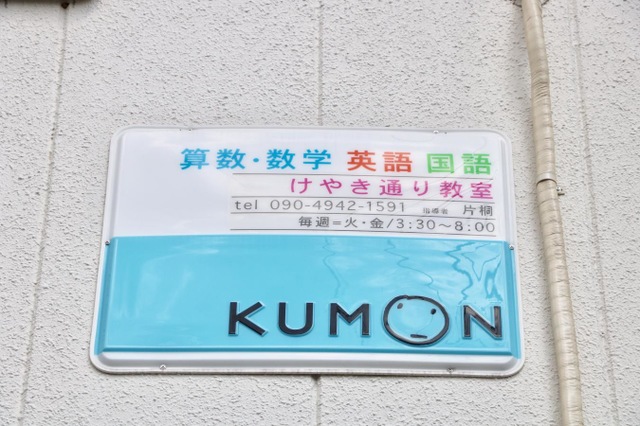 算数・数学 英語 国語
けやき通り教室
tel 090-4942-1591 指導者 片桐
毎週=火・金/3:30〜8:00
KUMON